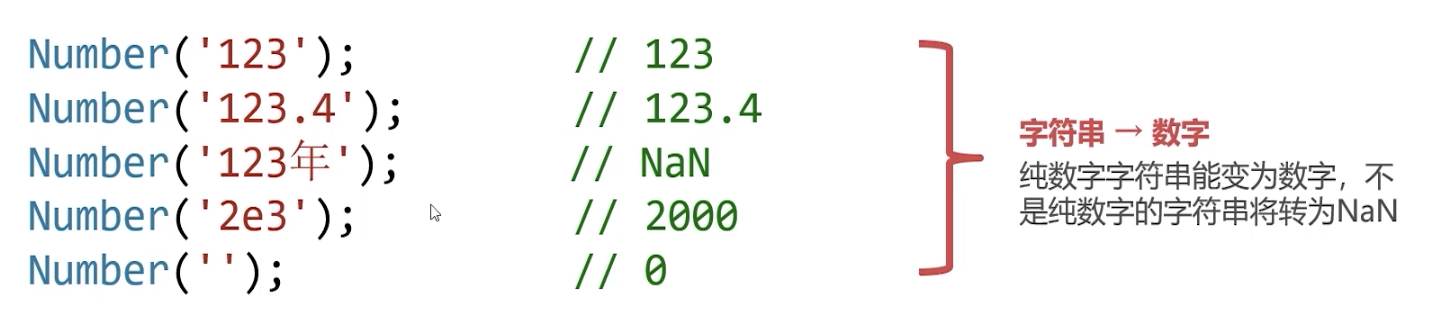 Number('123'); // 123
Number('123.4'); // 123.4
Number('123年'); // NaN
Number('2e3'); // 2000
Number(''); // 0
字符串 → 数字
纯数字字符串能变为数字，不
是纯数字的字符串将转为NaN